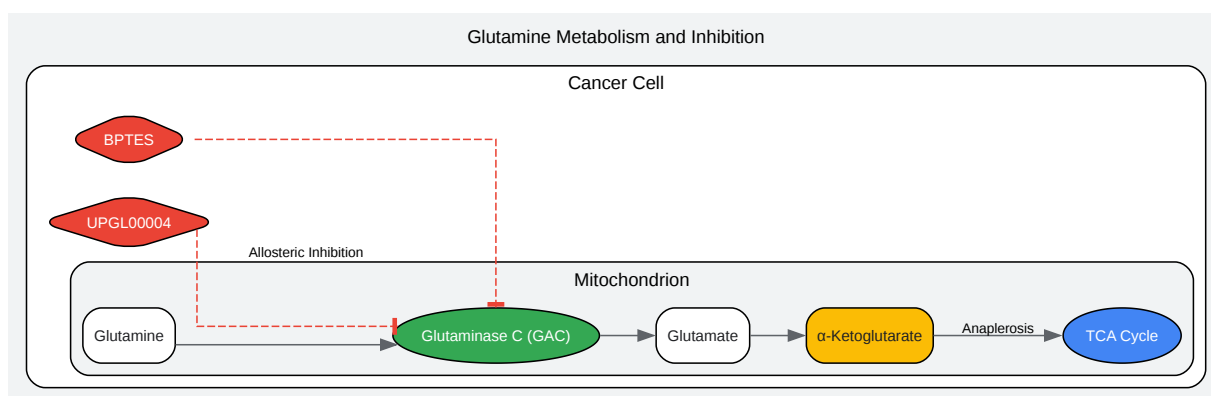 Glutamine Metabolism and Inhibition
Cancer Cell
BPTES
UPGL00004
Allosteric Inhibition
Mitochondrion
Glutamine
Glutaminase C (GAC)
Glutamate
α-Ketoglutarate
Anaplerosis
TCA Cycle